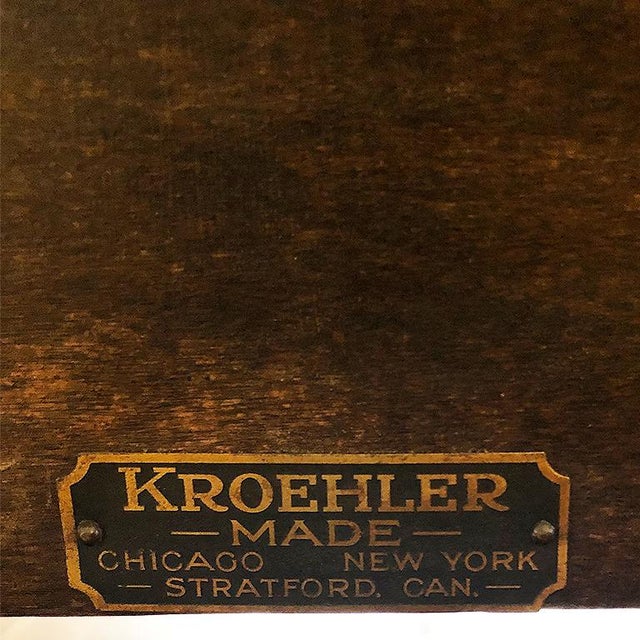 KROEHLER
— MADE —
CHICAGO NEW YORK
— STRATFORD. CAN. —